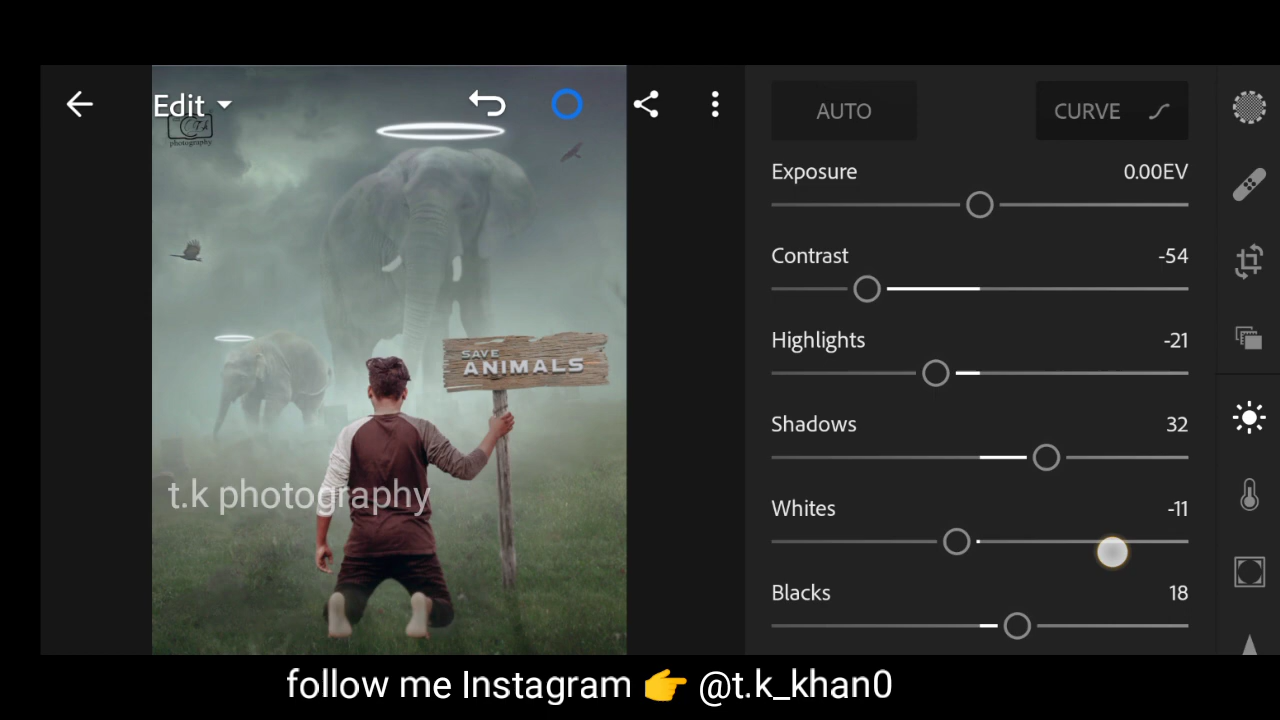 Edit
T.k
photography
SAVE
ANIMALS
t.k photography
AUTO
CURVE
Exposure 0.00EV
Contrast -54
Highlights -21
Shadows 32
Whites -11
Blacks 18
follow me Instagram 👉 @t.k_khan0